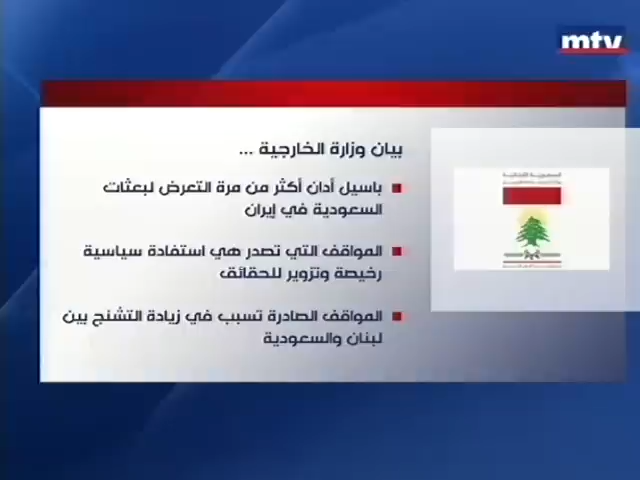 mtv
بيان وزارة الخارجية ...
باسيل أدان أكثر من مرة التعرض لبعثات
السعودية في إيران
المواقف التي تصدر هي استفادة سياسية
رخيصة وتزوير للحقائق
المواقف الصادرة تسبب في زيادة التشنج بين
لبنان والسعودية